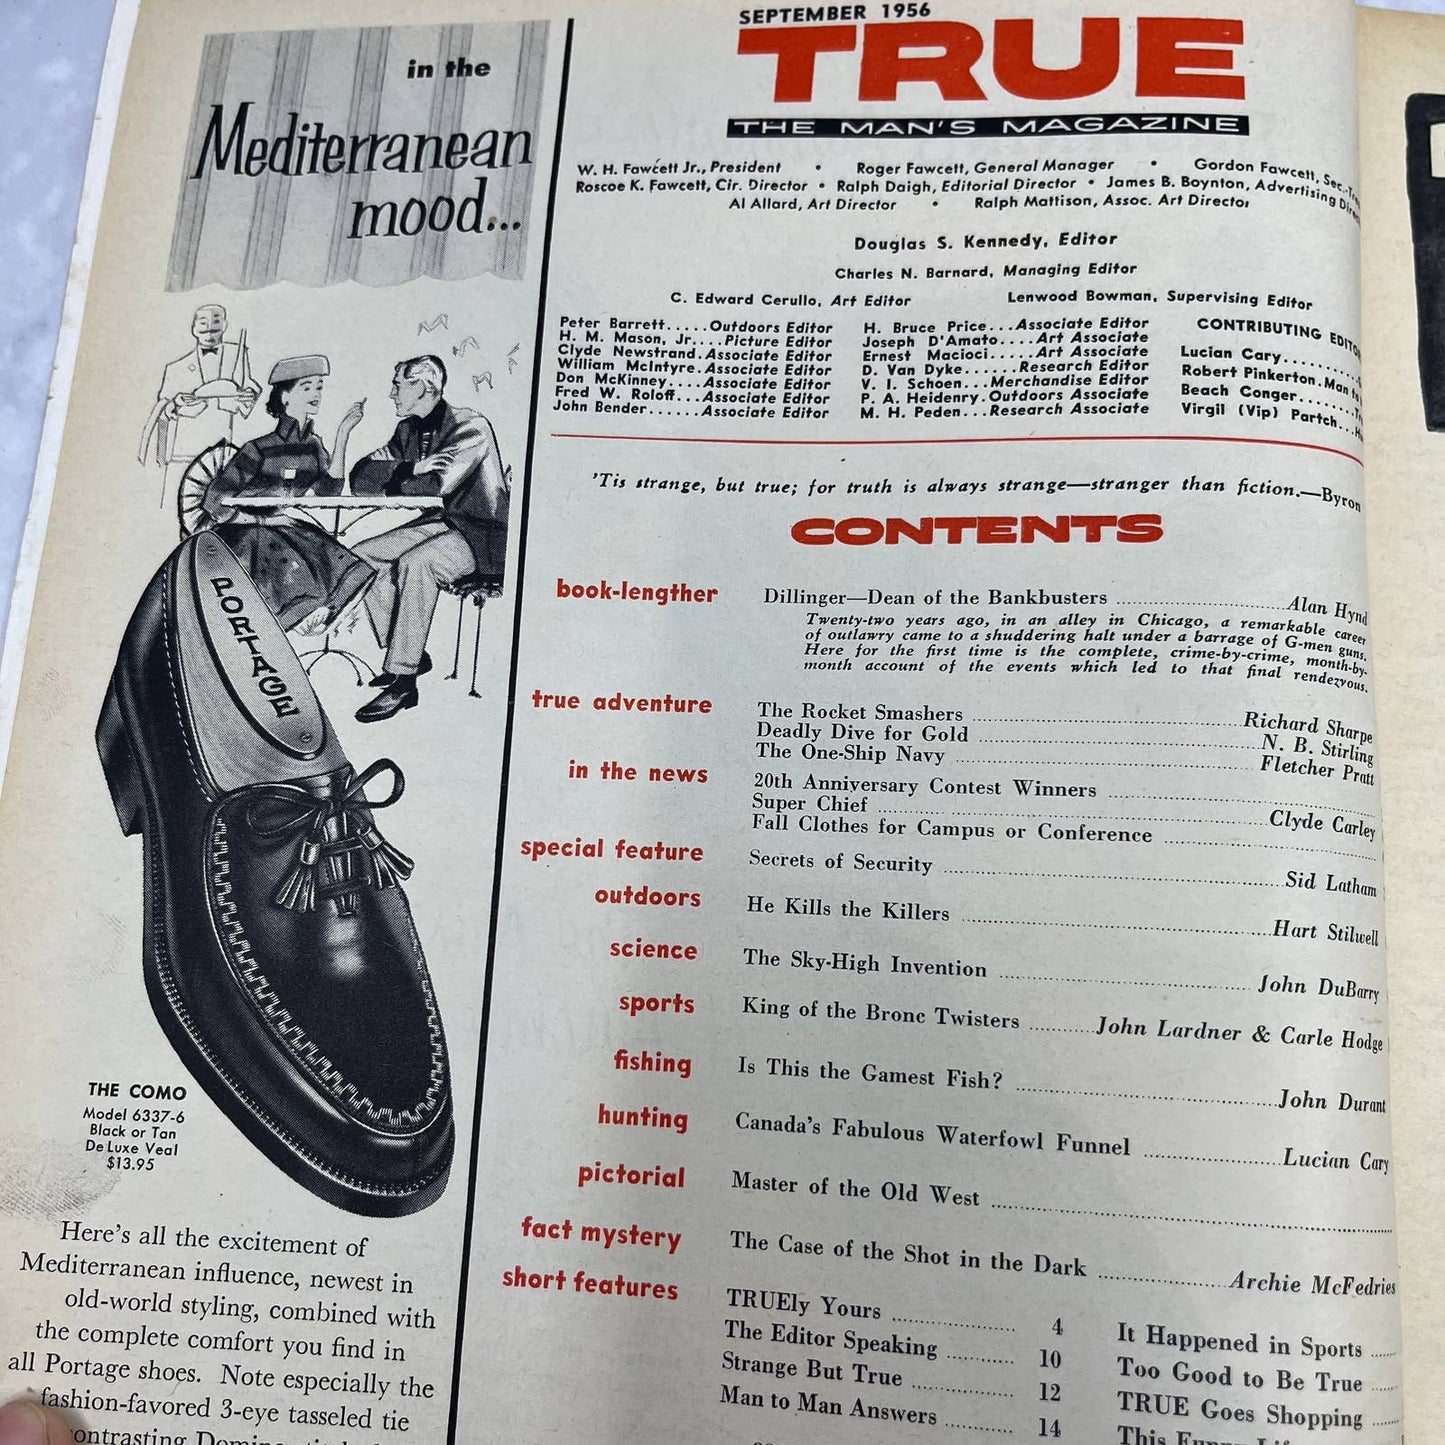 in the
Mediterranean
mood...
PORTAGE
THE COMO
Model 6337-6
Black or Tan
De Luxe Veal
$13.95
Here's all the excitement of
Mediterranean influence, newest in
old-world styling, combined with
the complete comfort you find in
all Portage shoes. Note especially the
fashion-favored 3-eye tasseled tie
SEPTEMBER 1956
TRUE
THE MAN'S MAGAZINE
W. H. Fawcett Jr., President • Roger Fawcett, General Manager • Gordon Fawcett, Sec.-
Roscoe K. Fawcett, Cir. Director • Ralph Daigh, Editorial Director • James B. Boynton, Advertising
Al Allard, Art Director • Ralph Mattison, Assoc. Art Director
Douglas S. Kennedy, Editor
Charles N. Barnard, Managing Editor
C. Edward Cerullo, Art Editor Lenwood Bowman, Supervising Editor
Peter Barrett.....Outdoors Editor
H. M. Mason, Jr....Picture Editor
Clyde Newstrand.Associate Editor
William McIntyre.Associate Editor
Don McKinney....Associate Editor
Fred W. Roloff...Associate Editor
John Bender......Associate Editor
H. Bruce Price...Associate Editor
Joseph D'Amato....Art Associate
Ernest Macioci.....Art Associate
D. Van Dyke......Research Editor
V. I. Schoen...Merchandise Editor
P. A. Heidenry.Outdoors Associate
M. H. Peden...Research Associate
CONTRIBUTING
Lucian Cary..........
Robert Pinkerton.Man to
Beach Conger........
Virgil (Vip) Partch...
'Tis strange, but true; for truth is always strange—stranger than fiction.—Byron
CONTENTS
book-lengther Dillinger—Dean of the Bankbusters ........ Alan Hynd
Twenty-two years ago, in an alley in Chicago, a remarkable career
of outlawry came to a shuddering halt under a barrage of G-men guns.
Here for the first time is the complete, crime-by-crime, month-by-
month account of the events which led to that final rendezvous.
true adventure The Rocket Smashers ........ Richard Sharpe
Deadly Dive for Gold ........ N. B. Stirling
The One-Ship Navy ........ Fletcher Pratt
in the news 20th Anniversary Contest Winners ........
Super Chief ........ Clyde Carley
Fall Clothes for Campus or Conference ........
special feature Secrets of Security ........ Sid Latham
outdoors He Kills the Killers ........ Hart Stilwell
science The Sky-High Invention ........ John DuBarry
sports King of the Bronc Twisters ........ John Lardner & Carle Hodge
fishing Is This the Gamest Fish? ........ John Durant
hunting Canada's Fabulous Waterfowl Funnel ........ Lucian Cary
pictorial Master of the Old West ........
fact mystery The Case of the Shot in the Dark ........ Archie McFedries
short features TRUEly Yours ........ 4
The Editor Speaking ........ 10
Strange But True ........ 12
Man to Man Answers ........ 14
It Happened in Sports ......
Too Good to Be True ......
TRUE Goes Shopping ......
This